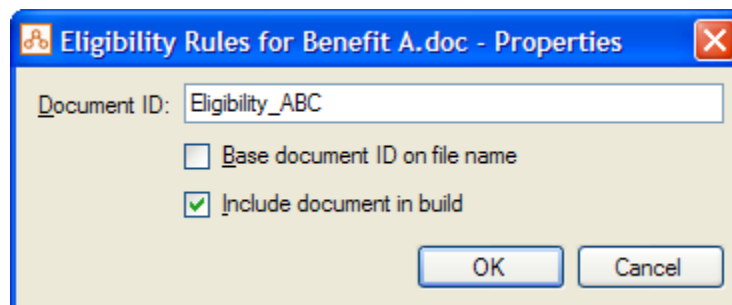 Eligibility Rules for Benefit A.doc - Properties
Document ID: Eligibility_ABC
Base document ID on file name
Include document in build
OK Cancel